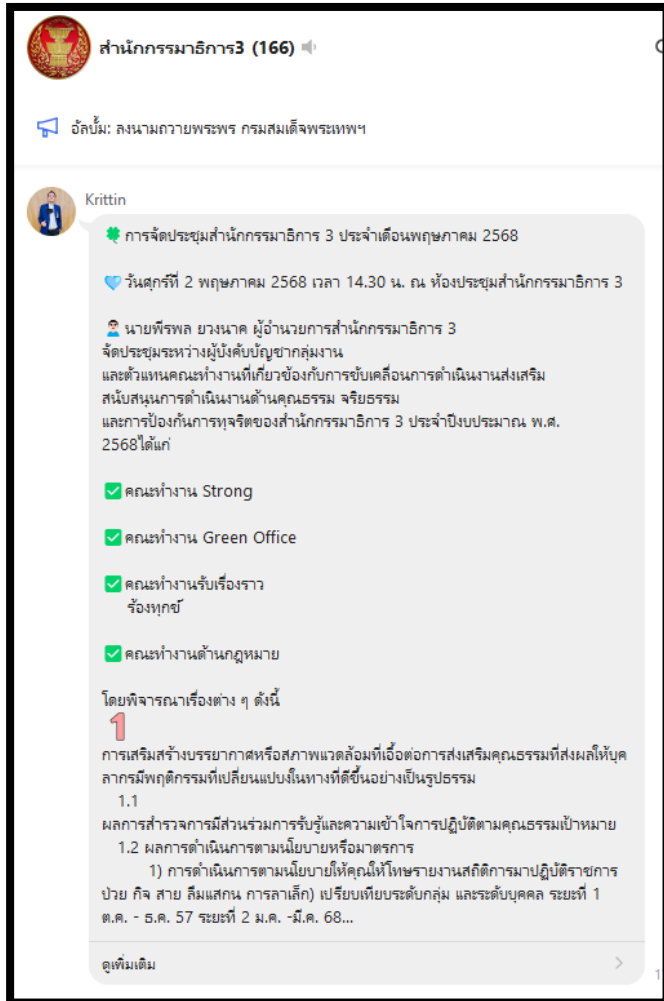 สำนักกรรมาธิการ3 (166)
อัลบั้ม: ลงนามถวายพระพร กรมสมเด็จพระเทพฯ
Krittin
🍀 การจัดประชุมสำนักกรรมาธิการ 3 ประจำเดือนพฤษภาคม 2568
🩵 วันศุกร์ที่ 2 พฤษภาคม 2568 เวลา 14.30 น. ณ ห้องประชุมสำนักกรรมาธิการ 3
นายพีรพล ยวงนาค ผู้อำนวยการสำนักกรรมาธิการ 3
จัดประชุมระหว่างผู้บังคับบัญชากลุ่มงาน
และตัวแทนคณะทำงานที่เกี่ยวข้องกับการขับเคลื่อนการดำเนินงานส่งเสริม
สนับสนุนการดำเนินงานด้านคุณธรรม จริยธรรม
และการป้องกันการทุจริตของสำนักกรรมาธิการ 3 ประจำปีงบประมาณ พ.ศ.
2568ได้แก่
✅ คณะทำงาน Strong
✅ คณะทำงาน Green Office
✅ คณะทำงานรับเรื่องราว
ร้องทุกข์
✅ คณะทำงานด้านกฎหมาย
โดยพิจารณาเรื่องต่าง ๆ ดังนี้
1
การเสริมสร้างบรรยากาศหรือสภาพแวดล้อมที่เอื้อต่อการส่งเสริมคุณธรรมที่ส่งผลให้บุค
ลากรมีพฤติกรรมที่เปลี่ยนแปบงในทางที่ดีขึ้นอย่างเป็นรูปธรรม
1.1
ผลการสำรวจการมีส่วนร่วมการรับรู้และความเข้าใจการปฏิบัติตามคุณธรรมเป้าหมาย
1.2 ผลการดำเนินการตามนโยบายหรือมาตรการ
1) การดำเนินการตามนโยบายให้คุณให้โทษรายงานสถิติการมาปฏิบัติราชการ
ป่วย กิจ สาย ลืมแสกน การลาเล็ก) เปรียบเทียบระดับกลุ่ม และระดับบุคคล ระยะที่ 1
ต.ค. - ธ.ค. 57 ระยะที่ 2 ม.ค. -มี.ค. 68...
ดูเพิ่มเติม